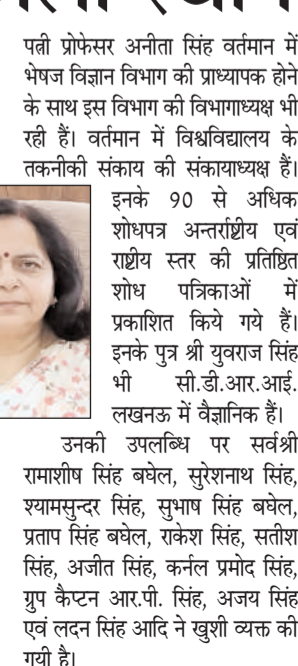 पत्नी प्रोफेसर अनीता सिंह वर्तमान में
भेषज विज्ञान विभाग की प्राध्यापक होने
के साथ इस विभाग की विभागाध्यक्ष भी
रही हैं। वर्तमान में विश्वविद्यालय के
तकनीकी संकाय की संकायाध्यक्ष हैं।
इनके 90 से अधिक
शोधपत्र अन्तर्राष्ट्रीय एवं
राष्ट्रीय स्तर की प्रतिष्ठित
शोध पत्रिकाओं में
प्रकाशित किये गये हैं।
इनके पुत्र श्री युवराज सिंह
भी सी.डी.आर.आई.
लखनऊ में वैज्ञानिक हैं।
उनकी उपलब्धि पर सर्वश्री
रामाशीष सिंह बघेल, सुरेशनाथ सिंह,
श्यामसुन्दर सिंह, सुभाष सिंह बघेल,
प्रताप सिंह बघेल, राकेश सिंह, सतीश
सिंह, अजीत सिंह, कर्नल प्रमोद सिंह,
ग्रुप कैप्टन आर.पी. सिंह, अजय सिंह
एवं लदन सिंह आदि ने खुशी व्यक्त की
गयी है।